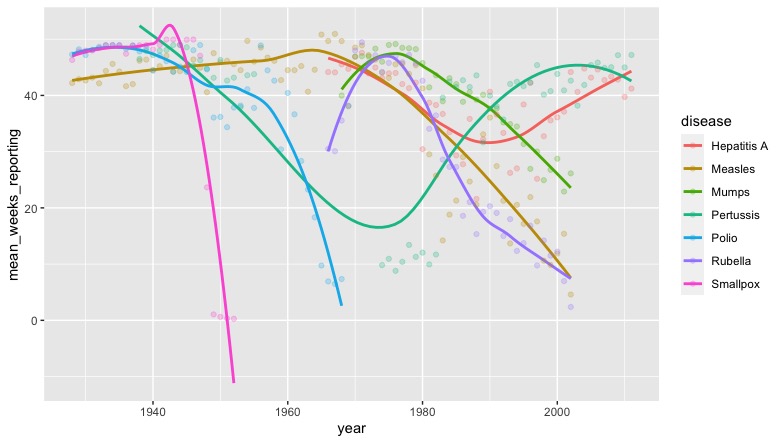 mean_weeks_reporting
40
20
0
1940
1960
1980
2000
year
disease
Hepatitis A
Measles
Mumps
Pertussis
Polio
Rubella
Smallpox